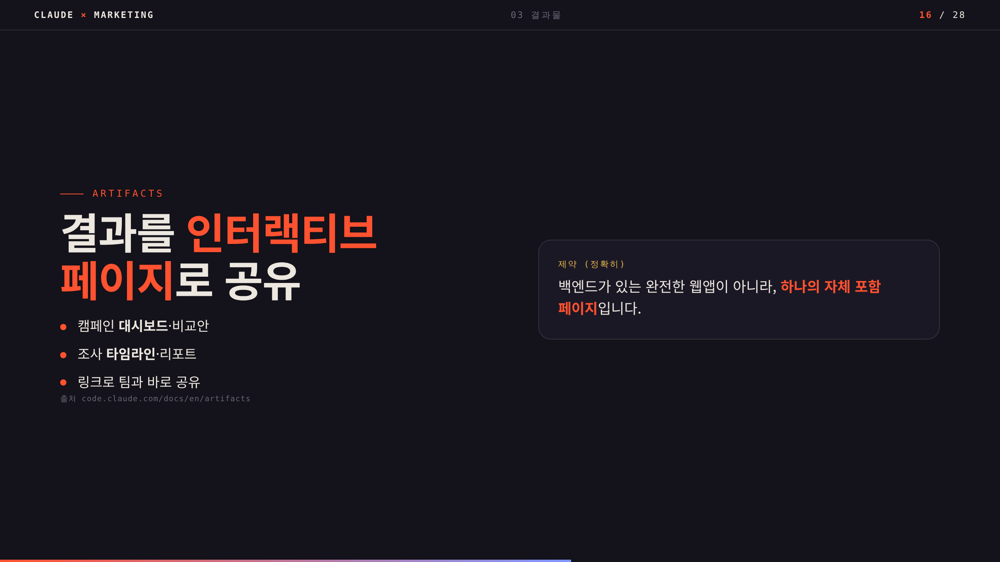 CLAUDE × MARKETING
03 결과물
16 / 28
ARTIFACTS
결과를 인터랙티브
페이지로 공유
캠페인 대시보드·비교안
조사 타임라인·리포트
링크로 팀과 바로 공유
출처 code.claude.com/docs/en/artifacts
제약 (정확히)
백엔드가 있는 완전한 웹앱이 아니라, 하나의 자체 포함
페이지입니다.